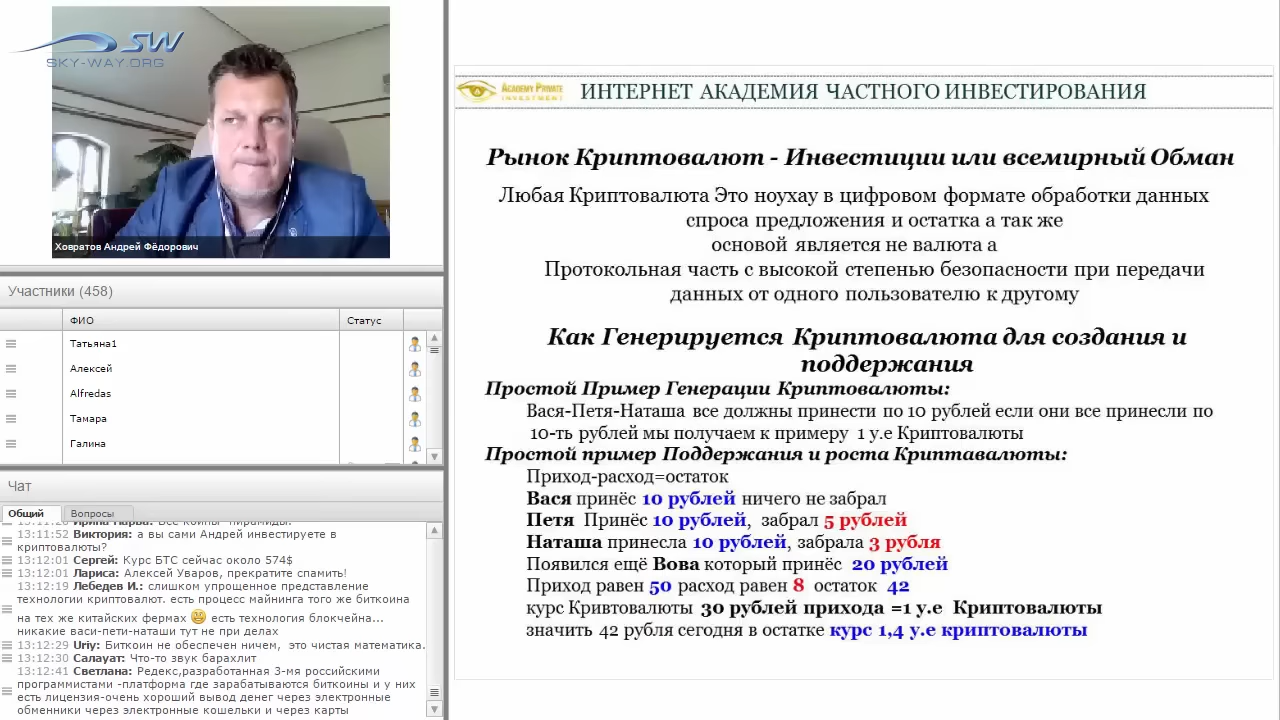 SW
SKY-WAY.ORG
Ховратов Андрей Фёдорович
Участники (458)
ФИО
Статус
Татьяна1
Алексей
Alfredas
Тамара
Галина
Чат
Общий
Вопросы
13:11:52 Виктория: а вы сами Андрей инвестируете в
криптовалюты?
13:12:01 Сергей: Курс БТС сейчас около 574$
13:12:01 Лариса: Алексей Уваров, прекратите спамить!
13:12:19 Лебедев И.: слишком упрощенное представление
технологии криптовалют. есть процесс майнинга того же биткоина
на тех же китайских фермах есть технология блокчейна...
никакие васи-пети-наташи тут не при делах
13:12:29 Uriy: Биткоин не обеспечен ничем, это чистая математика.
13:12:30 Салауат: Что-то звук барахлит
13:12:41 Светлана: Редекс,разработанная 3-мя российскими
программистами -платформа где зарабатываются биткоины и у них
есть лицензия-очень хороший вывод денег через электронные
обменники через электронные кошельки и через карты
ACADEMY PRIVATE
INVESTMENT
ИНТЕРНЕТ АКАДЕМИЯ ЧАСТНОГО ИНВЕСТИРОВАНИЯ
Рынок Криптовалют - Инвестиции или всемирный Обман
Любая Криптовалюта Это ноухау в цифровом формате обработки данных
спроса предложения и остатка а так же
основой является не валюта а
Протокольная часть с высокой степенью безопасности при передачи
данных от одного пользователю к другому
Как Генерируется Криптовалюта для создания и
поддержания
Простой Пример Генерации Криптовалюты:
Вася-Петя-Наташа все должны принести по 10 рублей если они все принесли по
10-ть рублей мы получаем к примеру 1 у.е Криптовалюты
Простой пример Поддержания и роста Криптавалюты:
Приход-расход=остаток
Вася принёс 10 рублей ничего не забрал
Петя Принёс 10 рублей, забрал 5 рублей
Наташа принесла 10 рублей, забрала 3 рубля
Появился ещё Вова который принёс 20 рублей
Приход равен 50 расход равен 8 остаток 42
курс Кривтовалюты 30 рублей прихода =1 у.е Криптовалюты
значить 42 рубля сегодня в остатке курс 1,4 у.е криптовалюты